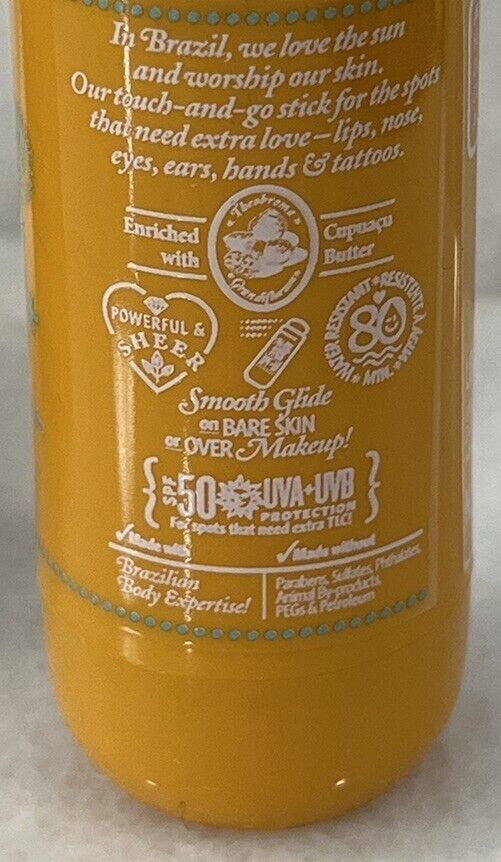 In Brazil, we love the sun
and worship our skin.
Our touch-and-go stick for the spots
that need extra love—lips, nose,
eyes, ears, hands & tattoos.
Enriched
with
Theobroma
Grandiflorum
Cupuaçu
Butter
POWERFUL &
SHEER
WATER RESISTANT • RESISTENTE À ÁGUA
80
MIN.
Smooth Glide
on BARE SKIN
or OVER Makeup!
SPF 50 UVA+UVB
PROTECTION
For spots that need extra TLC!
✓Made with
Brazilian
Body Expertise!
✓Made without
Parabens, Sulfates, Phthalates,
Animal By-products,
PEGs & Petroleum